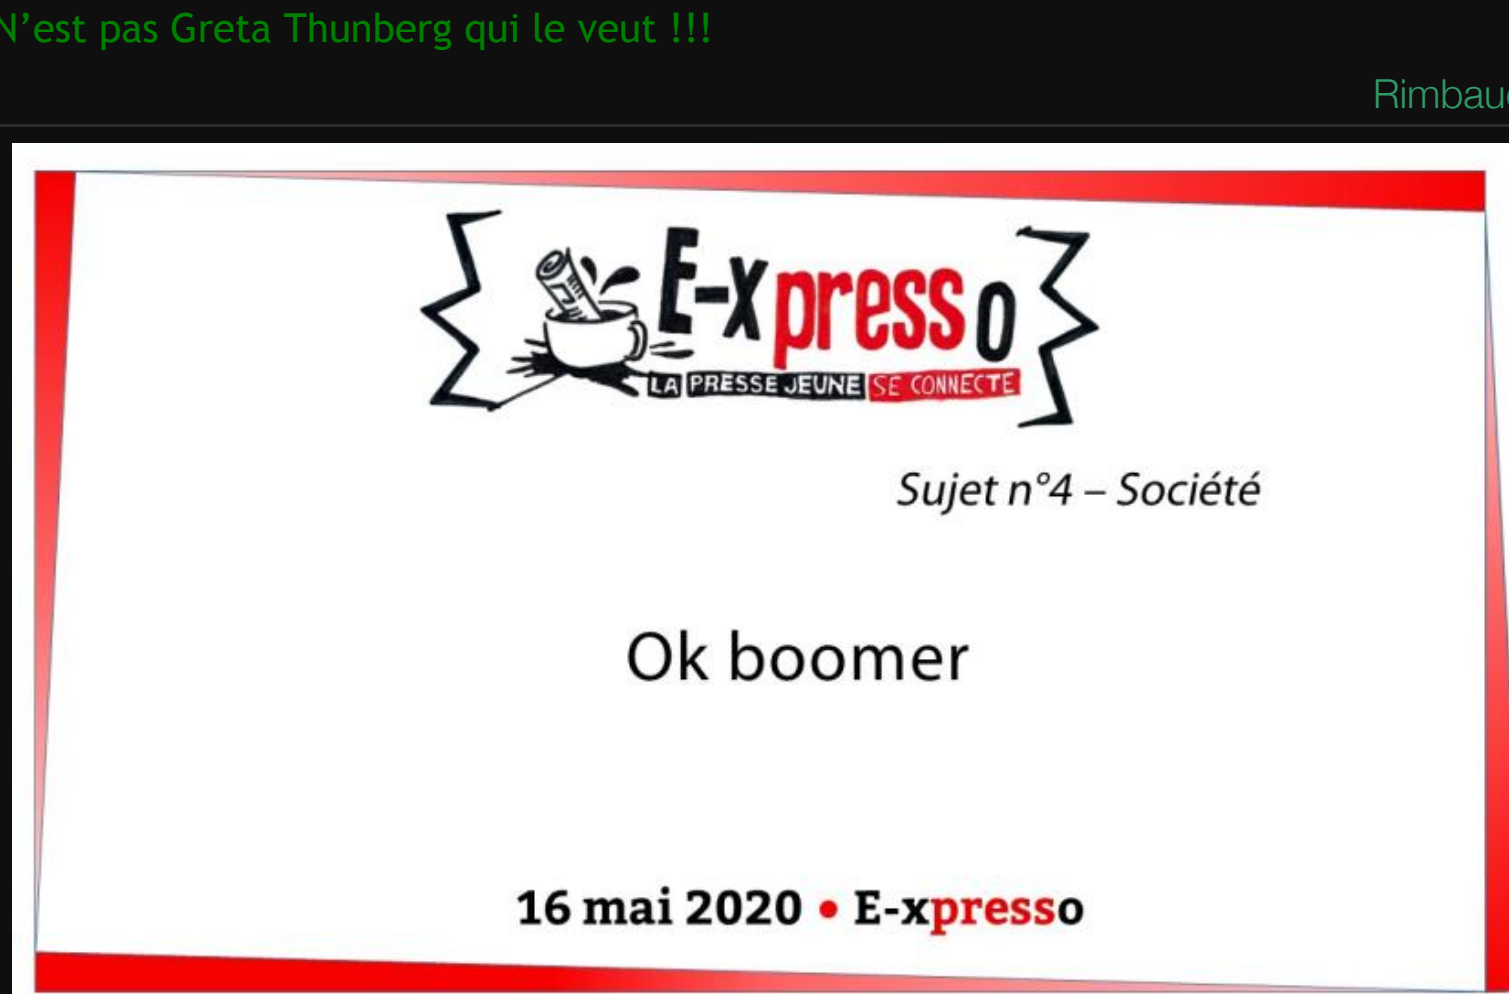 N’est pas Greta Thunberg qui le veut !!!
E-xpresso
LA PRESSE JEUNE SE CONNECTE
Sujet n°4 – Société
Ok boomer
16 mai 2020 • E-xpresso